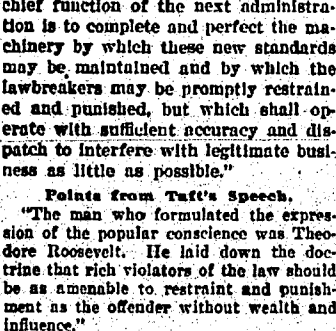 chief function of the next administra-
tion is to complete and perfect the ma-
chinery by which these new standards
may be maintained and by which the
lawbreakers may be promptly restrain-
ed and punished, but which shall op-
erate with sufficient accuracy and dis-
patch to interfere with legitimate busi-
ness as little as possible."
Points from Taft's Speech.
"The man who formulated the expres-
sion of the popular conscience was Theo-
dore Roosevelt. He laid down the doc-
trine that rich violators of the law should
be as amenable to restraint and punish-
ment as the offender without wealth and
influence."